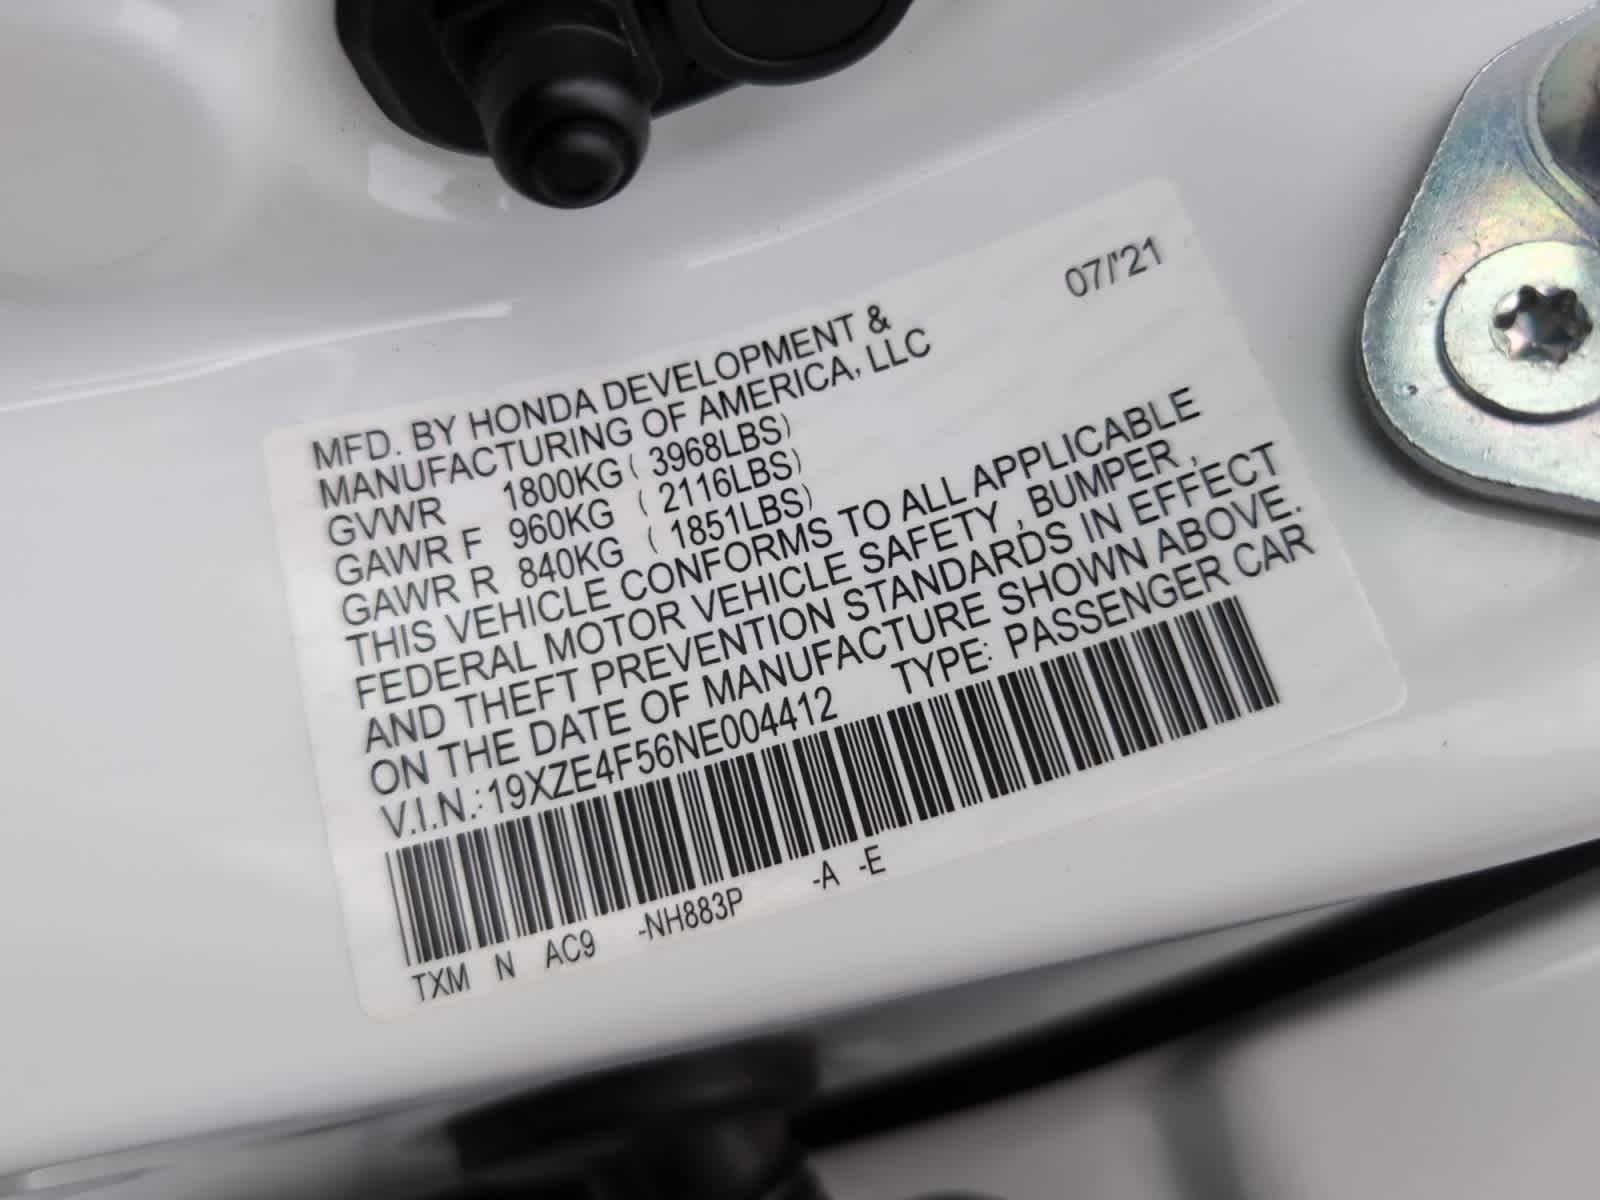 07/'21
MFD. BY HONDA DEVELOPMENT &
MANUFACTURING OF AMERICA, LLC
GVWR 1800KG ( 3968LBS)
GAWR F 960KG ( 2116LBS)
GAWR R 840KG ( 1851LBS)
THIS VEHICLE CONFORMS TO ALL APPLICABLE
FEDERAL MOTOR VEHICLE SAFETY , BUMPER ,
AND THEFT PREVENTION STANDARDS IN EFFECT
ON THE DATE OF MANUFACTURE SHOWN ABOVE.
V.I.N.: 19XZE4F56NE004412 TYPE: PASSENGER CAR
TXM N AC9 -NH883P -A -E